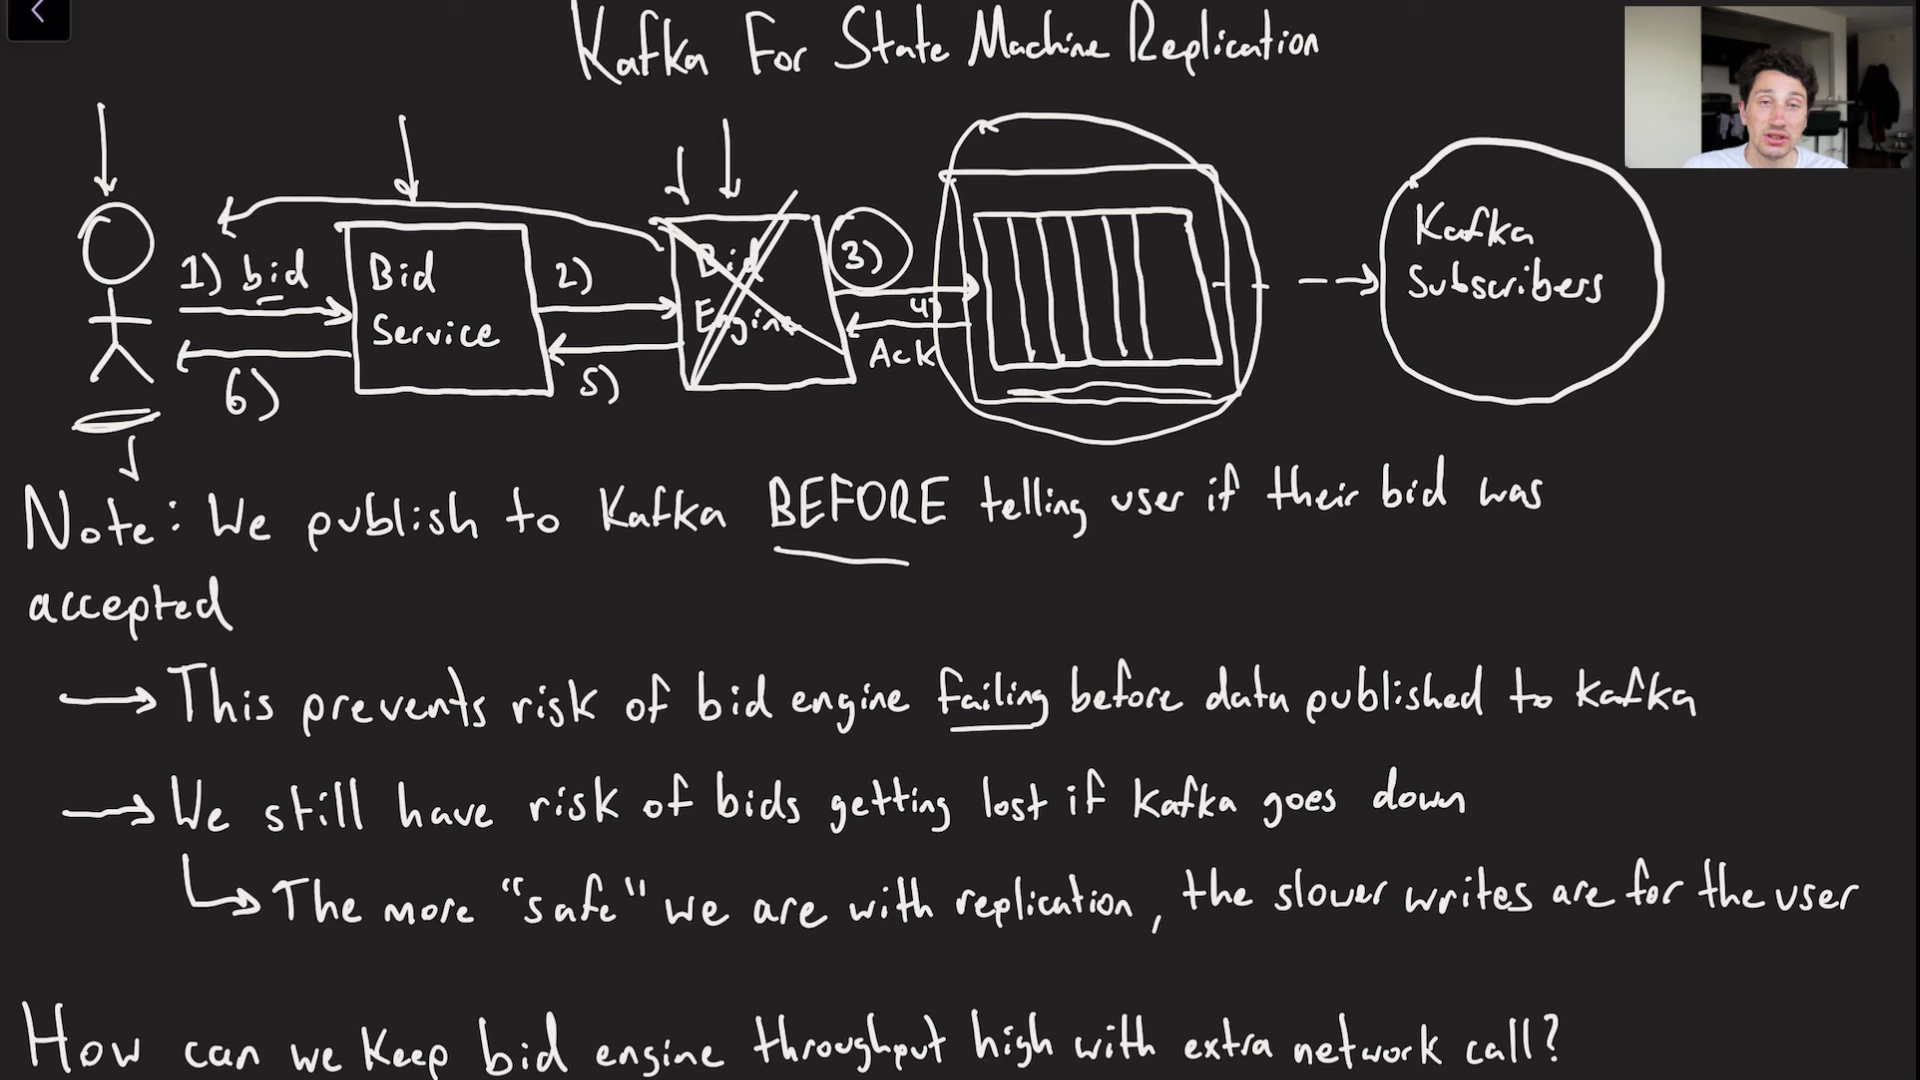 Kafka For State Machine Replication
1) bid
Bid
Service
2)
Bid
Engine
3)
4)
Ack
5)
6)
Kafka
Subscribers
Note: We publish to Kafka BEFORE telling user if their bid was
accepted
This prevents risk of bid engine failing before data published to Kafka
We still have risk of bids getting lost if Kafka goes down
The more "safe" we are with replication, the slower writes are for the user
How can we keep bid engine throughput high with extra network call?